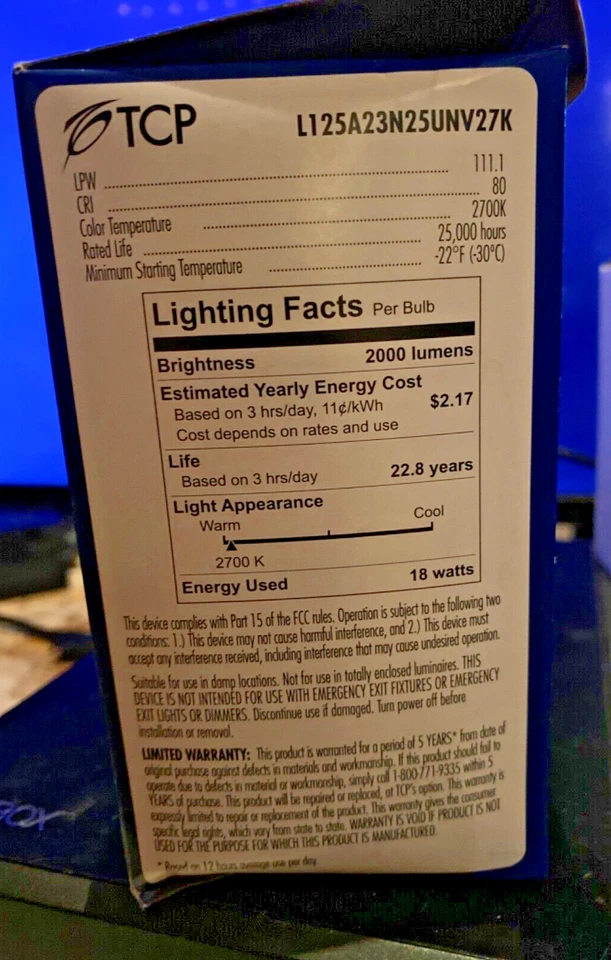 TCP
L125A23N25UNV27K
LPW 111.1
CRI 80
Color Temperature 2700K
Rated Life 25,000 hours
Minimum Starting Temperature -22°F (-30°C)
Lighting Facts Per Bulb
Brightness 2000 lumens
Estimated Yearly Energy Cost
Based on 3 hrs/day, 11¢/kWh $2.17
Cost depends on rates and use
Life
Based on 3 hrs/day 22.8 years
Light Appearance
Warm Cool
2700 K
Energy Used 18 watts
This device complies with Part 15 of the FCC rules. Operation is subject to the following two
conditions: 1.) This device may not cause harmful interference, and 2.) This device must
accept any interference received, including interference that may cause undesired operation.
Suitable for use in damp locations. Not for use in totally enclosed luminaires. THIS
DEVICE IS NOT INTENDED FOR USE WITH EMERGENCY EXIT FIXTURES OR EMERGENCY
EXIT LIGHTS OR DIMMERS. Discontinue use if damaged. Turn power off before
installation or removal.
LIMITED WARRANTY: This product is warranted for a period of 5 YEARS* from date of
original purchase against defects in materials and workmanship. If this product should fail to
operate due to defects in material or workmanship, simply call 1-800-771-9335 within 5
YEARS of purchase. This product will be repaired or replaced, at TCP's option. This warranty is
expressly limited to repair or replacement of the product. This warranty gives the consumer
specific legal rights, which vary from state to state. WARRANTY IS VOID IF PRODUCT IS NOT
USED FOR THE PURPOSE FOR WHICH THIS PRODUCT IS MANUFACTURED.
* Based on 12 hours average use per day